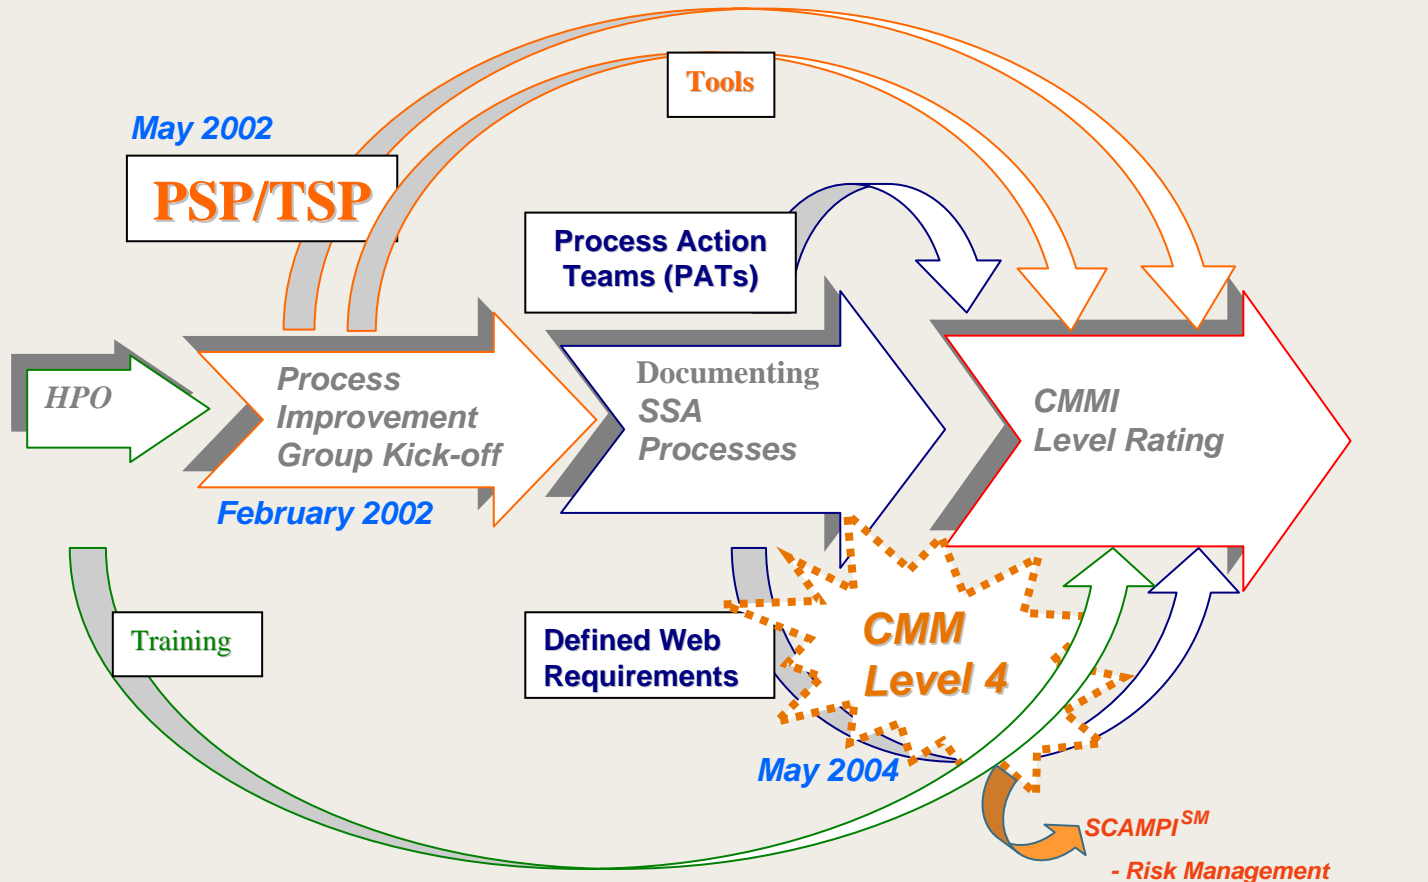 Tools
May 2002
PSP/TSP
Process Action
Teams (PATs)
HPO
Process
Improvement
Group Kick-off
Documenting
SSA
Processes
CMMI
Level Rating
February 2002
Training
Defined Web
Requirements
CMM
Level 4
May 2004
SCAMPI SM
- Risk Management